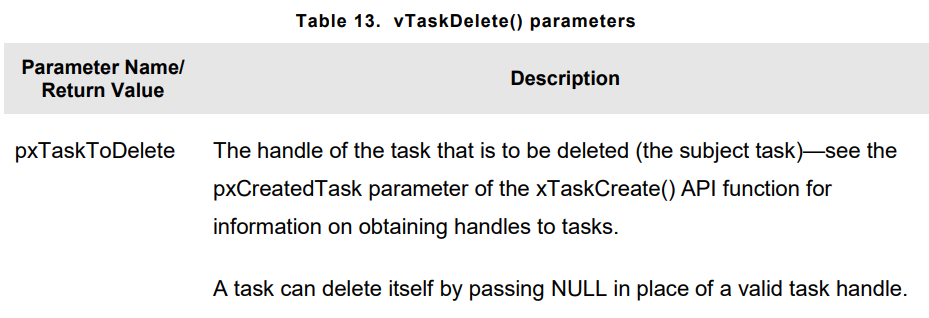 Table 13. vTaskDelete() parameters
Parameter Name/
Return Value
Description
pxTaskToDelete
The handle of the task that is to be deleted (the subject task)—see the
pxCreatedTask parameter of the xTaskCreate() API function for
information on obtaining handles to tasks.
A task can delete itself by passing NULL in place of a valid task handle.